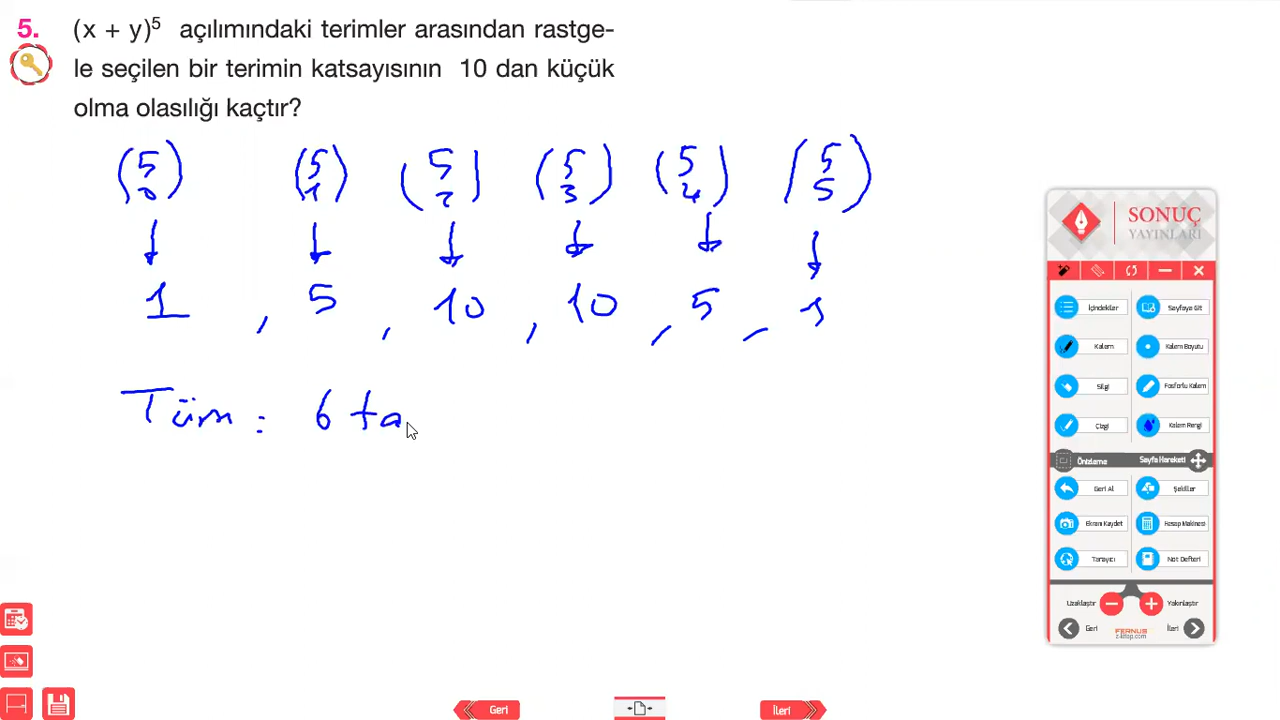 5. (x + y)⁵ açılımındaki terimler arasından rastge-
le seçilen bir terimin katsayısının 10 dan küçük
olma olasılığı kaçtır?
(5 0) (5 1) (5 2) (5 3) (5 4) (5 5)
↓ ↓ ↓ ↓ ↓ ↓
1 , 5 , 10 , 10 , 5 , 1
Tüm : 6 ta
SONUÇ
YAYINLARI
İçindekiler Sayfaya Git
Kalem Kalem Boyutu
Silgi Fosforlu Kalem
Çizgi Kalem Rengi
Önizleme Sayfa Hareketi
Geri Al Şekiller
Ekranı Kaydet Hesap Makinesi
Tarayıcı Not Defteri
Uzaklaştır Yakınlaştır
Geri FERNUS İleri
z-kitap.com
Geri İleri